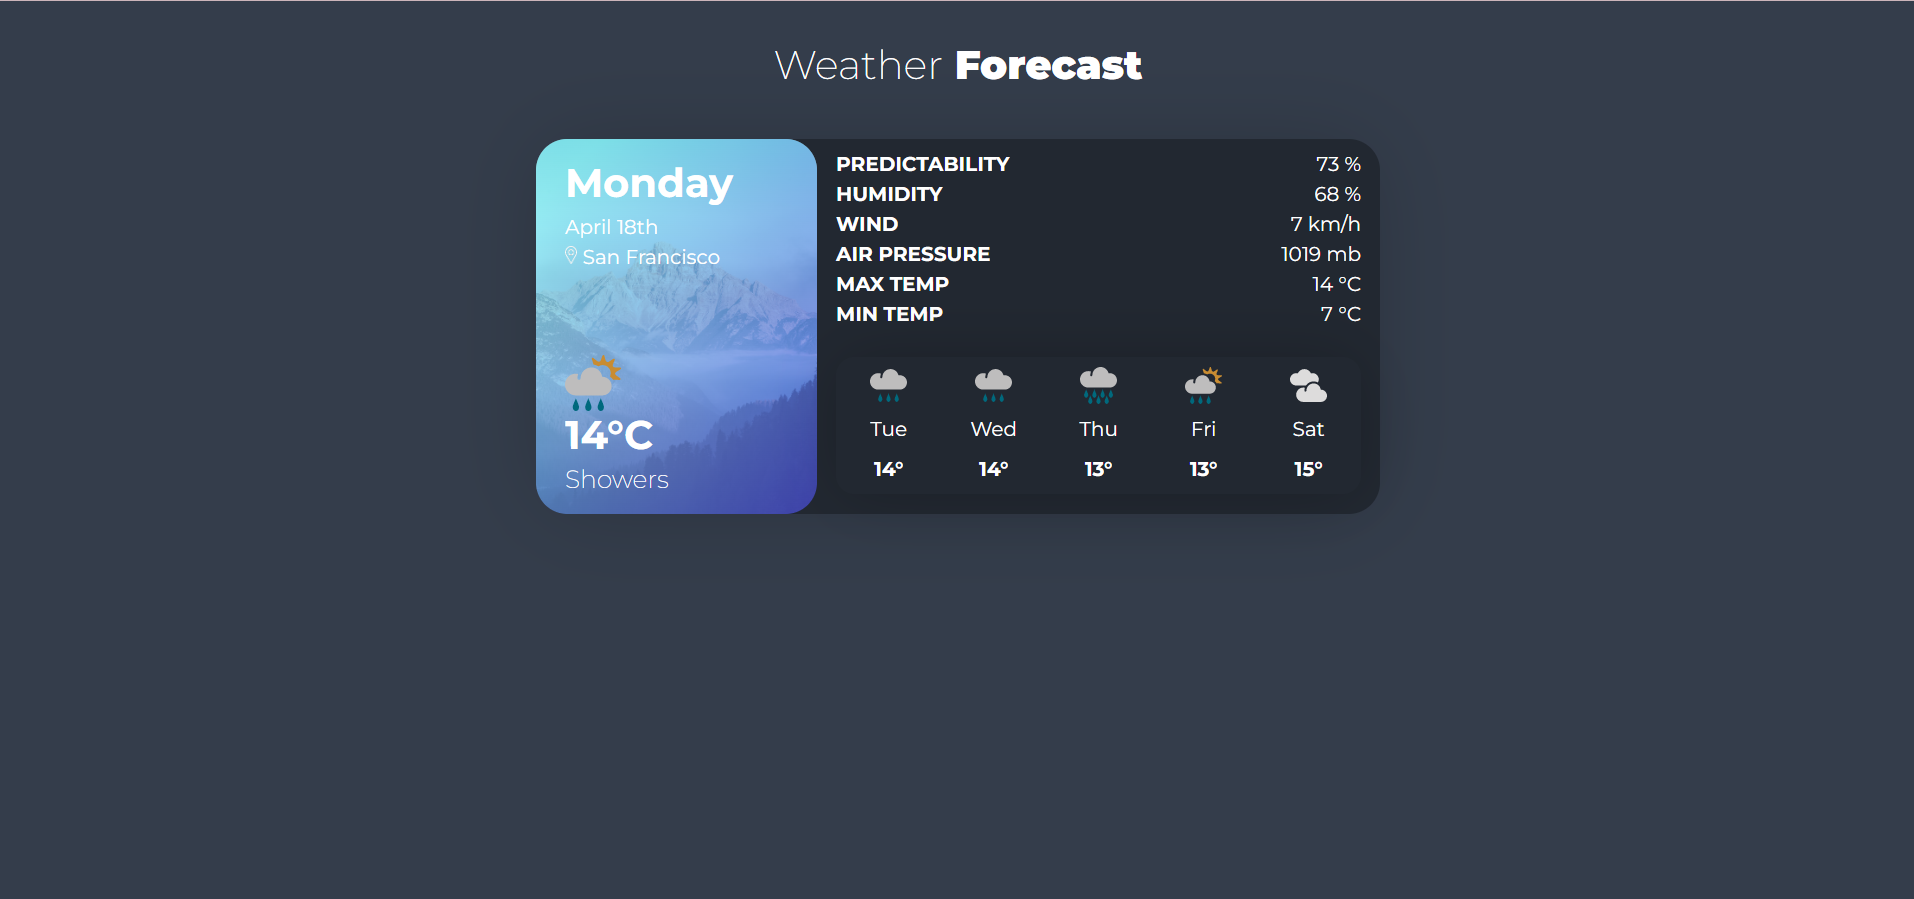 Weather Forecast
Monday
April 18th
San Francisco
14°C
Showers
PREDICTABILITY 73 %
HUMIDITY 68 %
WIND 7 km/h
AIR PRESSURE 1019 mb
MAX TEMP 14 °C
MIN TEMP 7 °C
Tue Wed Thu Fri Sat
14° 14° 13° 13° 15°